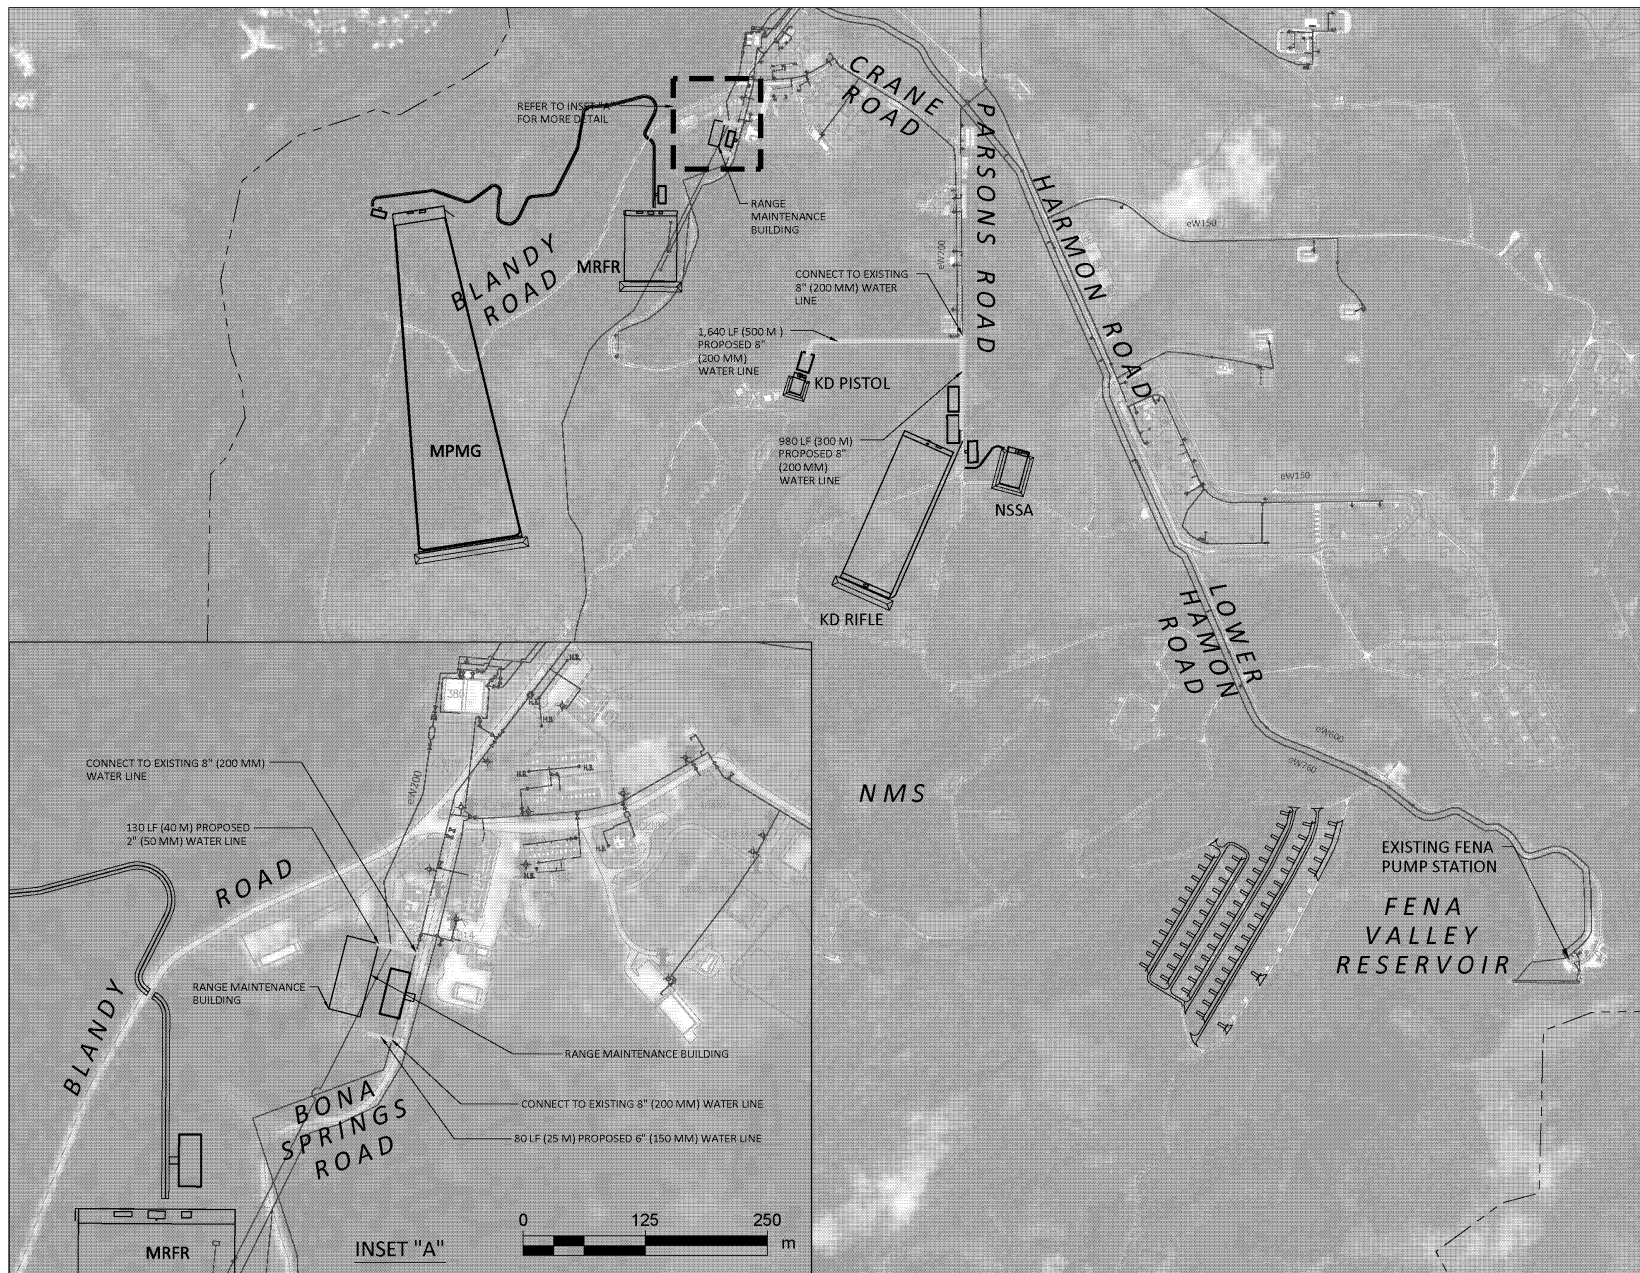 CRANE
ROAD
REFER TO INSET "A"
FOR MORE DETAIL
PARSONS ROAD
HARMON ROAD
RANGE
MAINTENANCE
BUILDING
eW150
BLANDY
ROAD
MRFR
eW200
CONNECT TO EXISTING
8" (200 MM) WATER
LINE
1,640 LF (500 M )
PROPOSED 8"
(200 MM)
WATER LINE
KD PISTOL
MPMG
980 LF (300 M)
PROPOSED 8"
(200 MM)
WATER LINE
eW150
NSSA
KD RIFLE
LOWER
HAMON
ROAD
eW600
eW760
NMS
EXISTING FENA
PUMP STATION
FENA
VALLEY
RESERVOIR
380
H.B.
H.B.
H.B.
CONNECT TO EXISTING 8" (200 MM)
WATER LINE
eW200
H.B.
H.B.
130 LF (40 M) PROPOSED
2" (50 MM) WATER LINE
H.B.
BLANDY ROAD
RANGE MAINTENANCE
BUILDING
RANGE MAINTENANCE BUILDING
CONNECT TO EXISTING 8" (200 MM) WATER LINE
80 LF (25 M) PROPOSED 6" (150 MM) WATER LINE
BONA
SPRINGS
ROAD
MRFR
INSET "A"
0 125 250
m